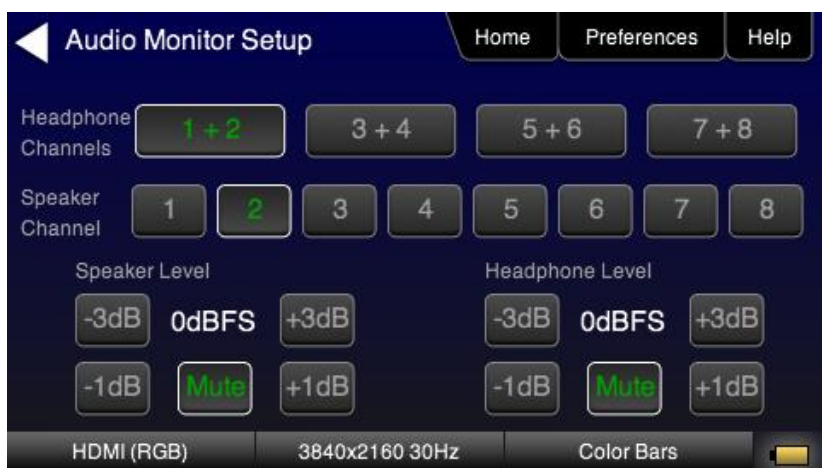 Audio Monitor Setup Home Preferences Help
Headphone Channels 1 + 2 3 + 4 5 + 6 7 + 8
Speaker Channel 1 2 3 4 5 6 7 8
Speaker Level Headphone Level
-3dB 0dBFS +3dB -3dB 0dBFS +3dB
-1dB Mute +1dB -1dB Mute +1dB
HDMI (RGB) 3840x2160 30Hz Color Bars